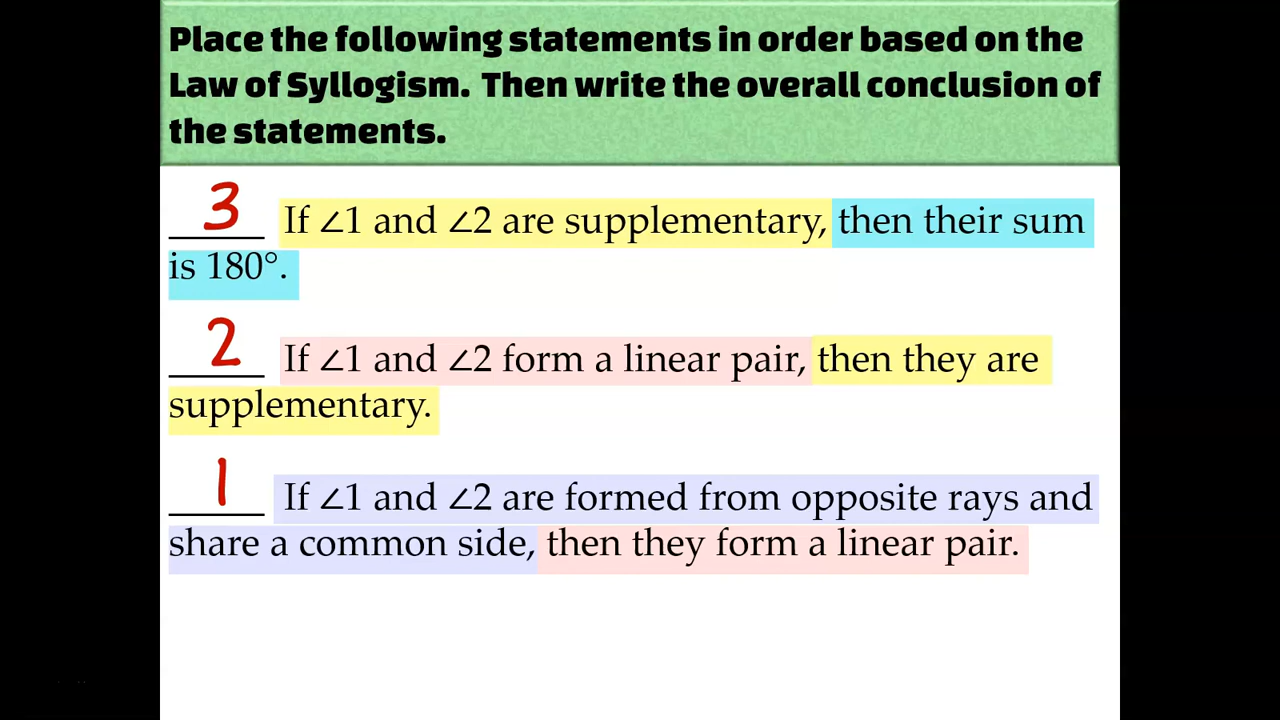 Place the following statements in order based on the
Law of Syllogism. Then write the overall conclusion of
the statements.
3 If ∠1 and ∠2 are supplementary, then their sum
is 180°.
2 If ∠1 and ∠2 form a linear pair, then they are
supplementary.
1 If ∠1 and ∠2 are formed from opposite rays and
share a common side, then they form a linear pair.